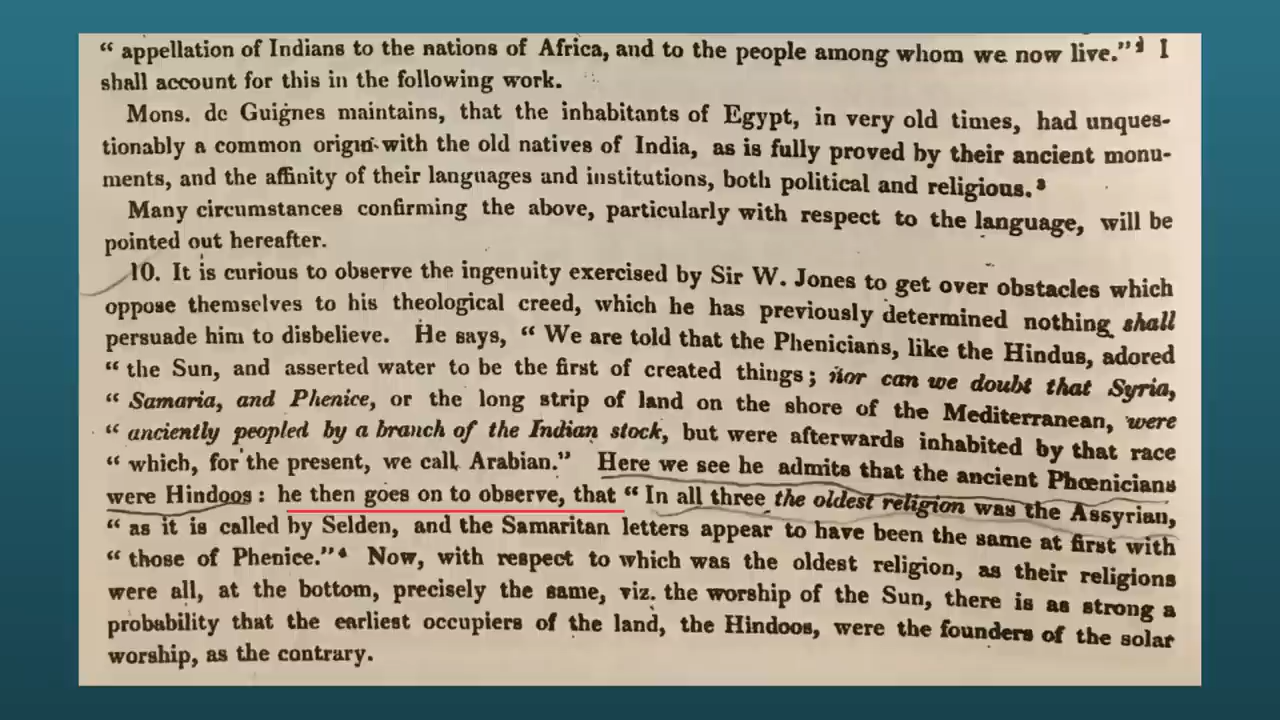 “ appellation of Indians to the nations of Africa, and to the people among whom we now live.”² I
shall account for this in the following work.
Mons. de Guignes maintains, that the inhabitants of Egypt, in very old times, had unques-
tionably a common origin with the old natives of India, as is fully proved by their ancient monu-
ments, and the affinity of their languages and institutions, both political and religious.³
Many circumstances confirming the above, particularly with respect to the language, will be
pointed out hereafter.
10. It is curious to observe the ingenuity exercised by Sir W. Jones to get over obstacles which
oppose themselves to his theological creed, which he has previously determined nothing shall
persuade him to disbelieve. He says, “ We are told that the Phenicians, like the Hindus, adored
“ the Sun, and asserted water to be the first of created things ; nor can we doubt that Syria,
“ Samaria, and Phenice, or the long strip of land on the shore of the Mediterranean, were
“ anciently peopled by a branch of the Indian stock, but were afterwards inhabited by that race
“ which, for the present, we call Arabian.” Here we see he admits that the ancient Phœnicians
were Hindoos : he then goes on to observe, that “ In all three the oldest religion was the Assyrian,
“ as it is called by Selden, and the Samaritan letters appear to have been the same at first with
“ those of Phenice.”⁴ Now, with respect to which was the oldest religion, as their religions
were all, at the bottom, precisely the same, viz. the worship of the Sun, there is as strong a
probability that the earliest occupiers of the land, the Hindoos, were the founders of the solar
worship, as the contrary.